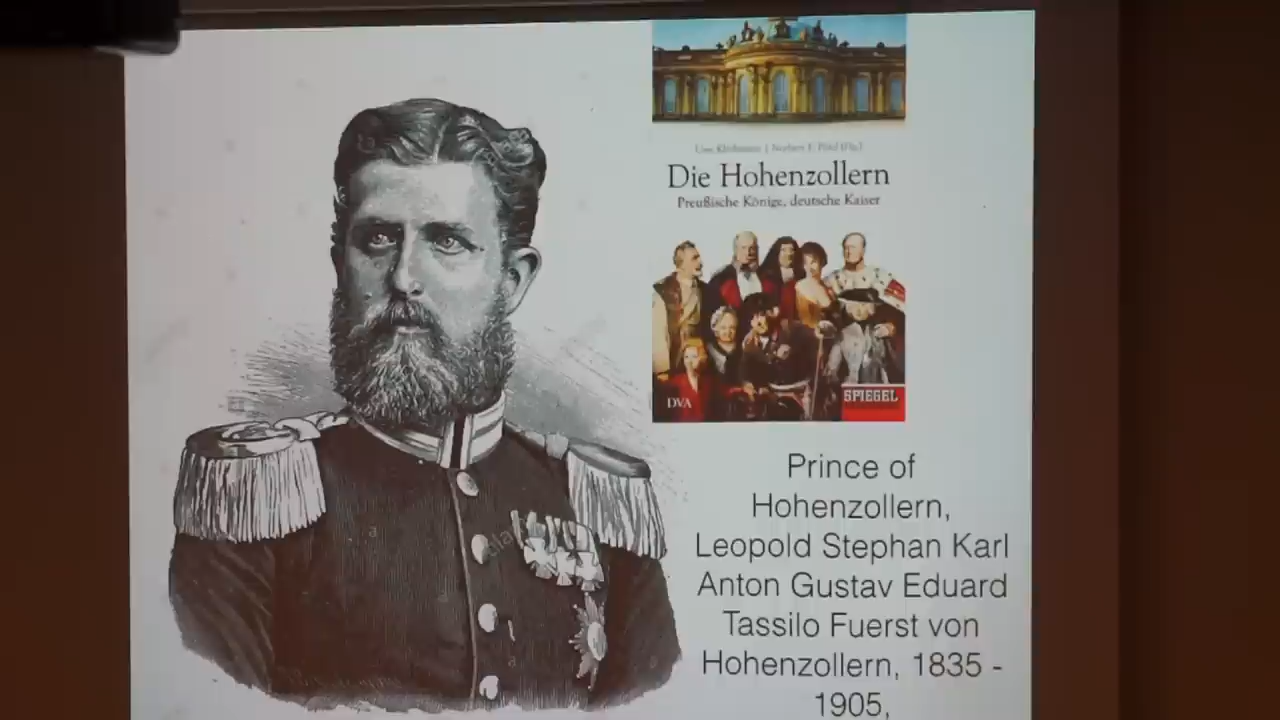 Die Hohenzollern
Preußische Könige, deutsche Kaiser
DVA
SPIEGEL
Prince of
Hohenzollern,
Leopold Stephan Karl
Anton Gustav Eduard
Tassilo Fuerst von
Hohenzollern, 1835 -
1905,